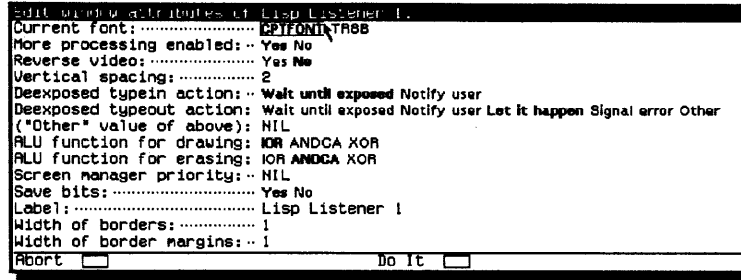 Edit window attributes of Lisp Listener 1.
Current font: CPTFONT TR8B
More processing enabled: Yes No
Reverse video: Yes No
Vertical spacing: 2
Deexposed typein action: Wait until exposed Notify user
Deexposed typeout action: Wait until exposed Notify user Let it happen Signal error Other
("Other" value of above): NIL
ALU function for drawing: IOR ANDCA XOR
ALU function for erasing: IOR ANDCA XOR
Screen manager priority: NIL
Save bits: Yes No
Label: Lisp Listener 1
Width of borders: 1
Width of border margins: 1
Abort Do It